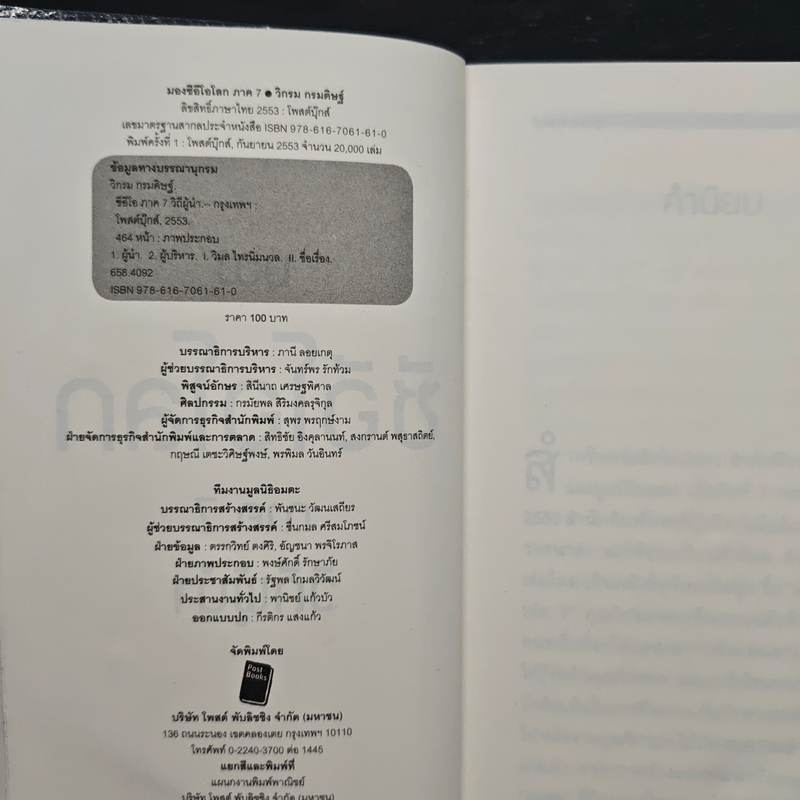 มองซีอีโอโลก ภาค 7 ● วิกรม กรมดิษฐ์
ลิขสิทธิ์ภาษาไทย 2553 : โพสต์บุ๊กส์
เลขมาตรฐานสากลประจำหนังสือ ISBN 978-616-7061-61-0
พิมพ์ครั้งที่ 1 : โพสต์บุ๊กส์, กันยายน 2553 จำนวน 20,000 เล่ม
ข้อมูลทางบรรณานุกรม
วิกรม กรมดิษฐ์.
ซีอีโอ ภาค 7 วิถีผู้นำ.-- กรุงเทพฯ :
โพสต์บุ๊กส์, 2553.
464 หน้า : ภาพประกอบ
1. ผู้นำ. 2. ผู้บริหาร. I. วิมล ไทรนิ่มนวล. II. ชื่อเรื่อง.
658.4092
ISBN 978-616-7061-61-0
ราคา 100 บาท
บรรณาธิการบริหาร : ภานี ลอยเกตุ
ผู้ช่วยบรรณาธิการบริหาร : จันทร์พร รักท้วม
พิสูจน์อักษร : สินีนาถ เศรษฐพิศาล
ศิลปกรรม : กรมัยพล สิริมงคลรุจิกุล
ผู้จัดการธุรกิจสำนักพิมพ์ : สุพร พรฤกษ์งาม
ฝ่ายจัดการธุรกิจสำนักพิมพ์และการตลาด : สิทธิชัย อิงคุลานนท์, สงกรานต์ พสุธาสถิตย์,
กฤษณี เตชะวิศิษฐ์พงษ์, พรพิมล วันอินทร์
ทีมงานมูลนิธิอมตะ
บรรณาธิการสร้างสรรค์ : พันชนะ วัฒนเสถียร
ผู้ช่วยบรรณาธิการสร้างสรรค์ : ชื่นกมล ศรีสมโภชน์
ฝ่ายข้อมูล : ตรรกวิทย์ ตงศิริ, อัญชนา พรจิโรภาส
ฝ่ายภาพประกอบ : พงษ์ศักดิ์ รักษาภัย
ฝ่ายประชาสัมพันธ์ : รัฐพล โกมลวิวัฒน์
ประสานงานทั่วไป : พานิชย์ แก้วบัว
ออกแบบปก : กีรติกร แสงแก้ว
จัดพิมพ์โดย
Post
Books
บริษัท โพสต์ พับลิชชิง จำกัด (มหาชน)
136 ถนนระนอง เขตคลองเตย กรุงเทพฯ 10110
โทรศัพท์ 0-2240-3700 ต่อ 1445
แยกสีและพิมพ์ที่
แผนกงานพิมพ์พาณิชย์
บริษัท โพสต์ พับลิชชิง จำกัด (มหาชน)